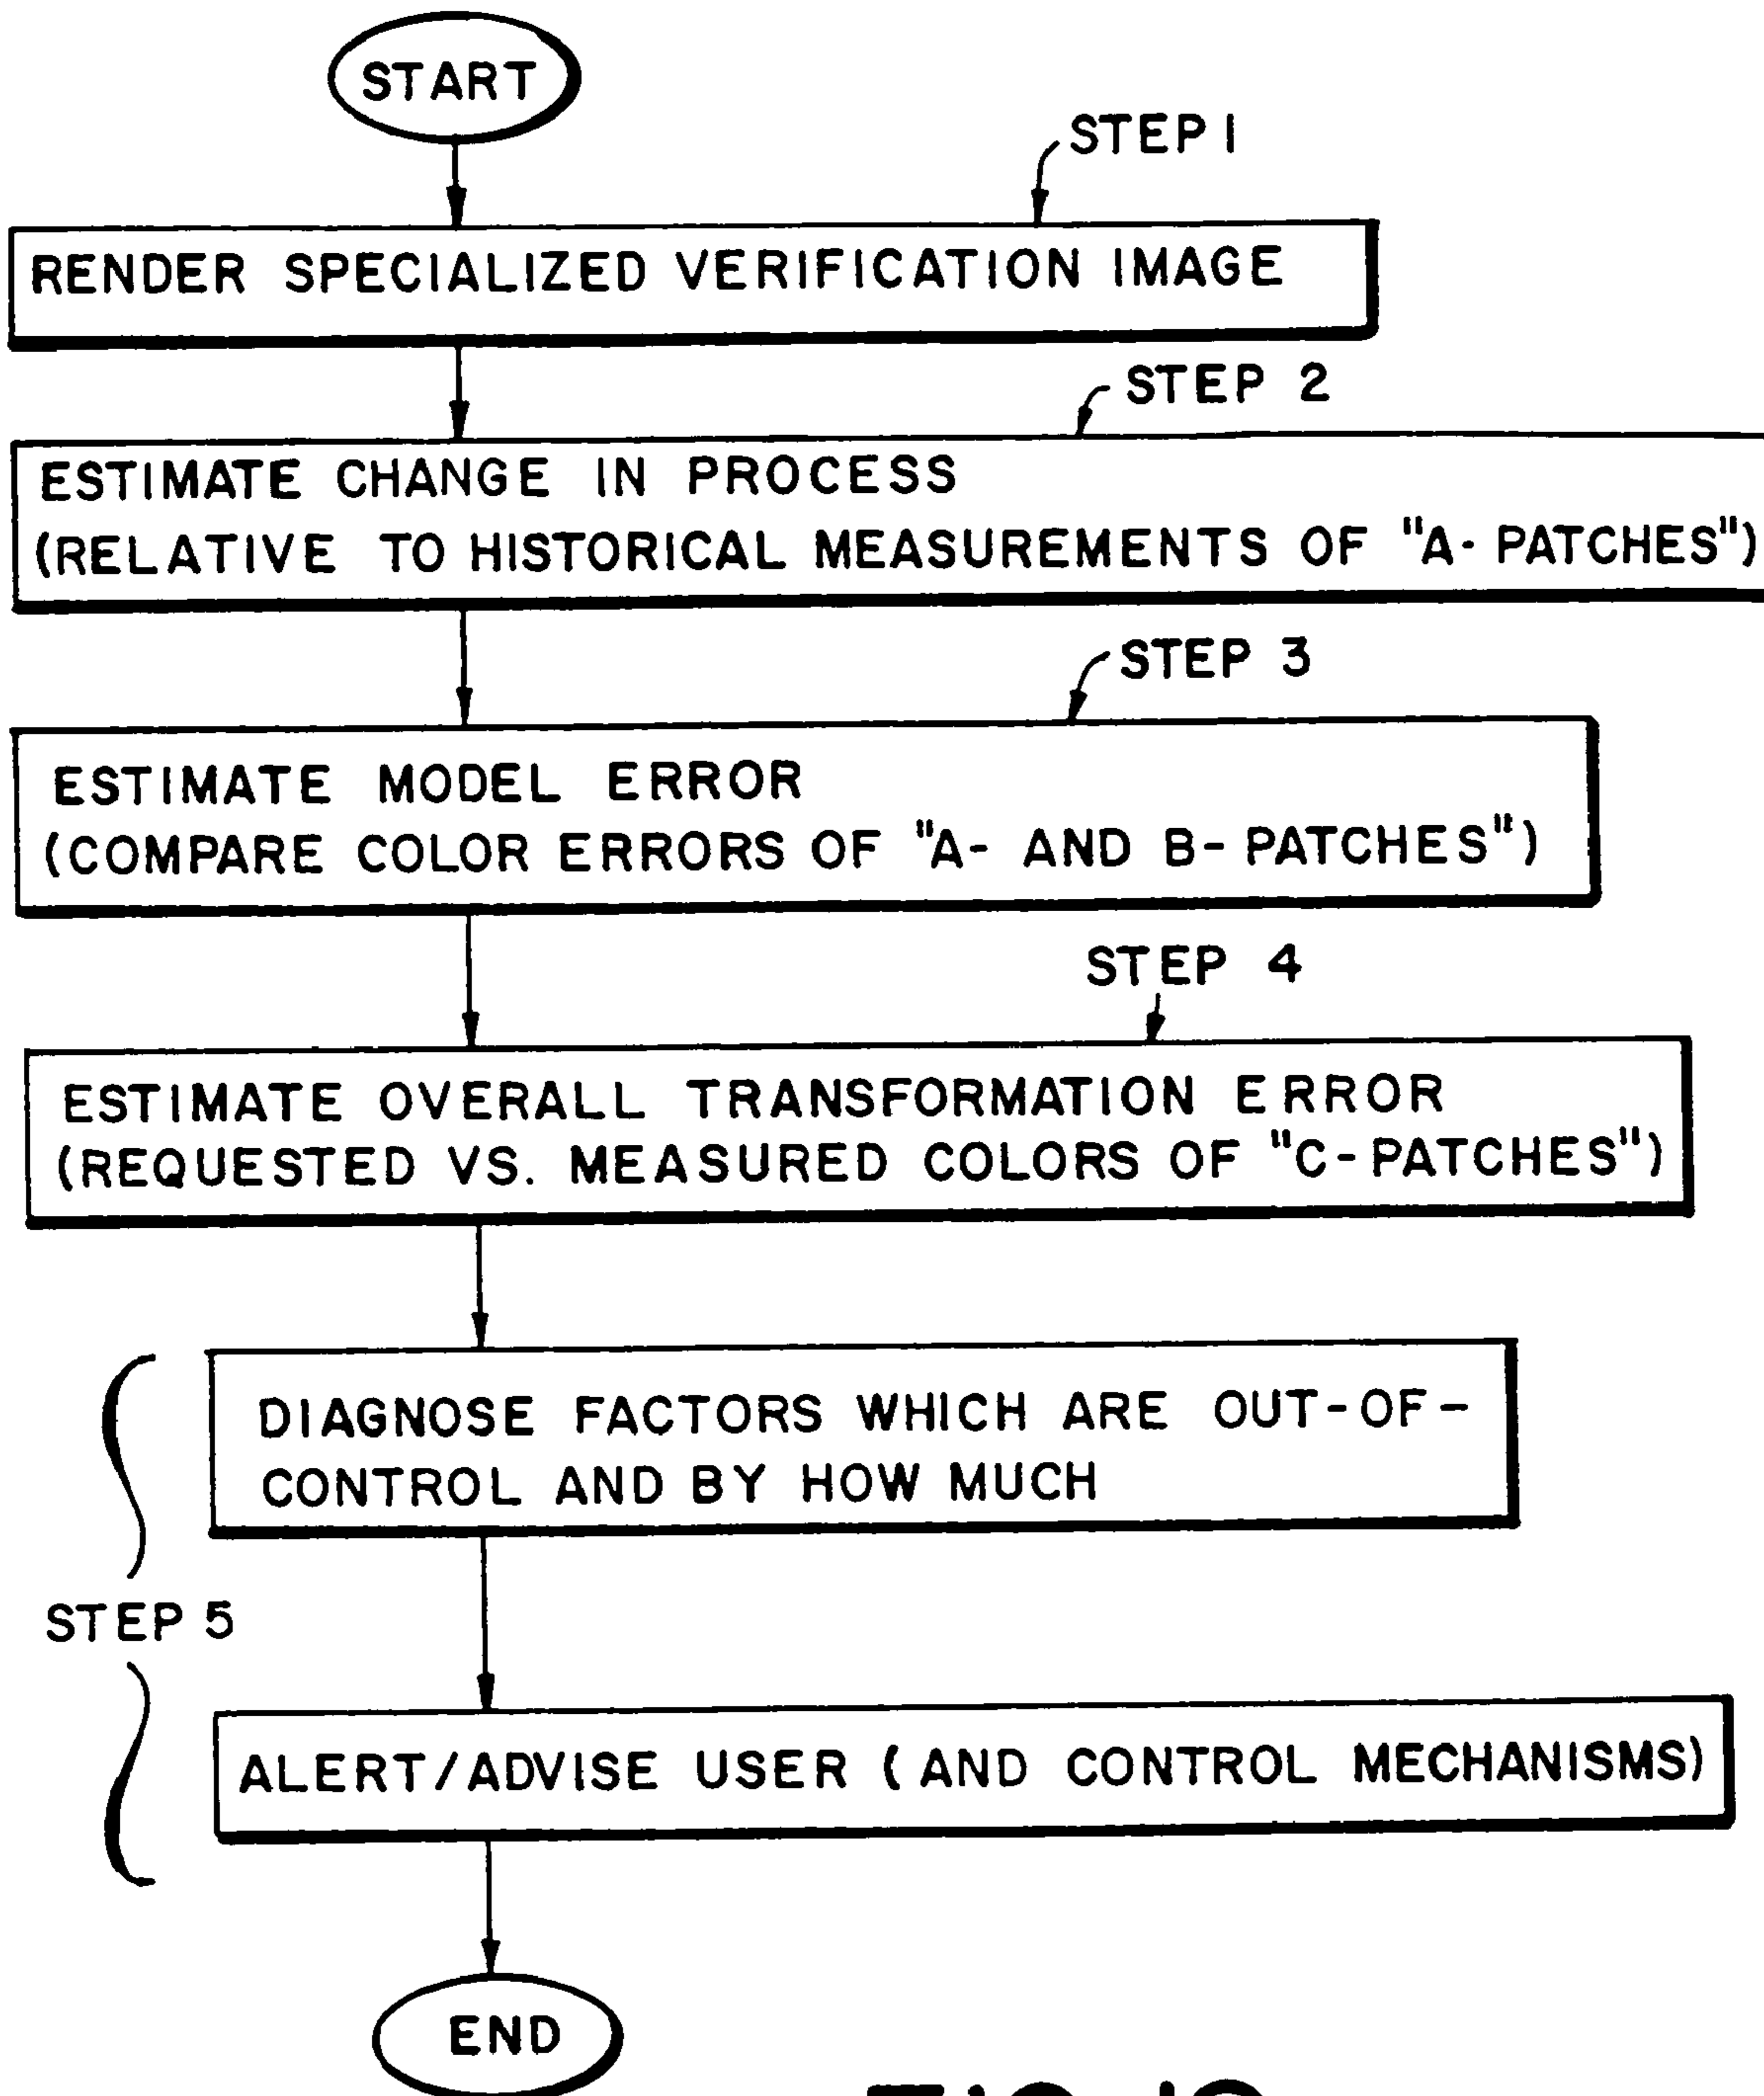 START
STEP 1
RENDER SPECIALIZED VERIFICATION IMAGE
STEP 2
ESTIMATE CHANGE IN PROCESS
(RELATIVE TO HISTORICAL MEASUREMENTS OF "A-PATCHES")
STEP 3
ESTIMATE MODEL ERROR
(COMPARE COLOR ERRORS OF "A- AND B-PATCHES")
STEP 4
ESTIMATE OVERALL TRANSFORMATION ERROR
(REQUESTED VS. MEASURED COLORS OF "C-PATCHES")
DIAGNOSE FACTORS WHICH ARE OUT-OF-
CONTROL AND BY HOW MUCH
STEP 5
ALERT/ADVISE USER (AND CONTROL MECHANISMS)
END